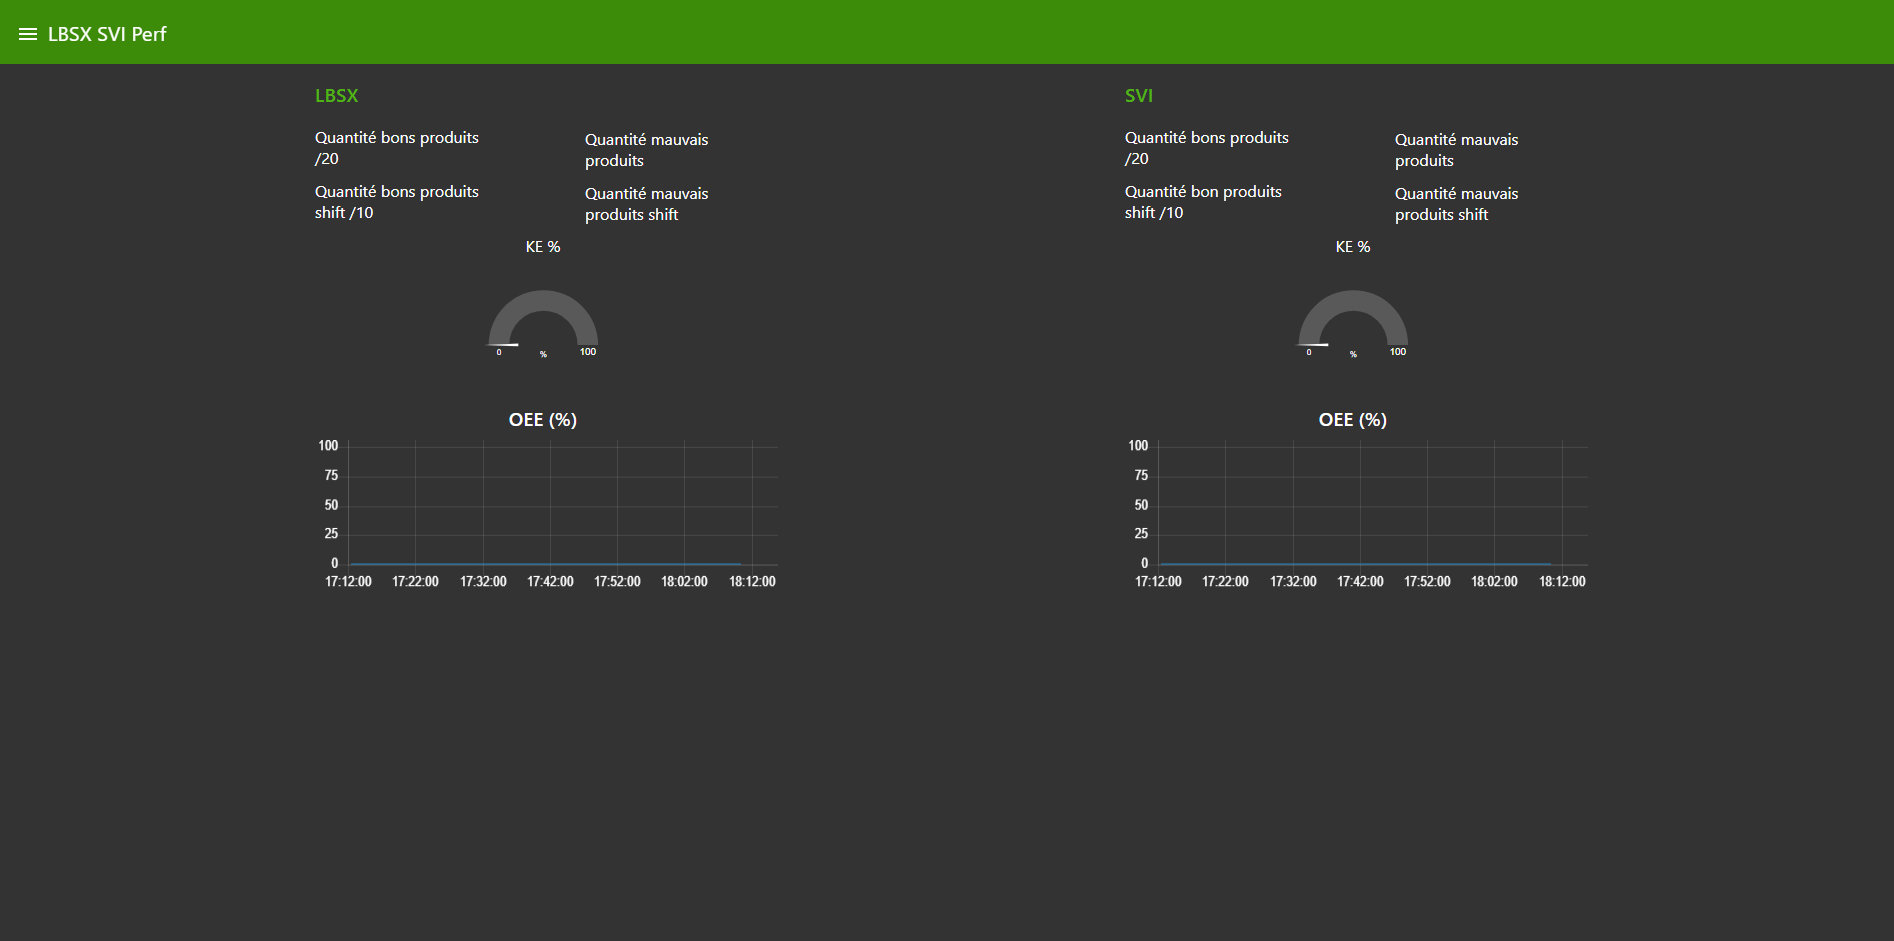 LBSX SVI Perf
LBSX
Quantité bons produits
/20
Quantité mauvais
produits
Quantité bons produits
shift /10
Quantité mauvais
produits shift
KE %
0
%
100
OEE (%)
100
75
50
25
0
17:12:00 17:22:00 17:32:00 17:42:00 17:52:00 18:02:00 18:12:00
SVI
Quantité bons produits
/20
Quantité mauvais
produits
Quantité bon produits
shift /10
Quantité mauvais
produits shift
KE %
0
%
100
OEE (%)
100
75
50
25
0
17:12:00 17:22:00 17:32:00 17:42:00 17:52:00 18:02:00 18:12:00